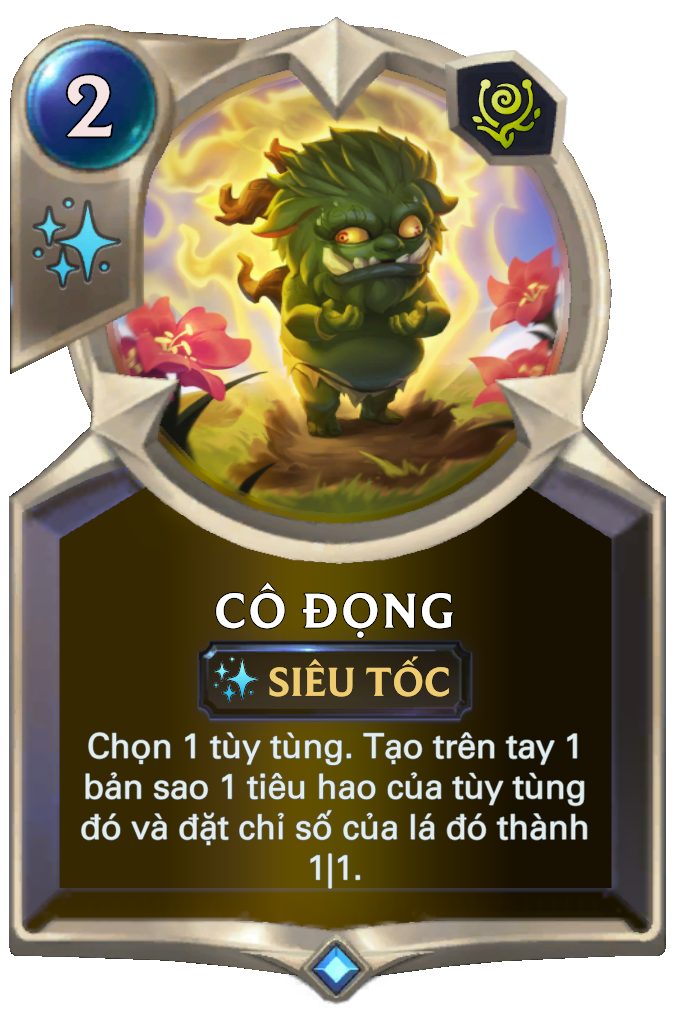 2
CÔ ĐỌNG
SIÊU TỐC
Chọn 1 tùy tùng. Tạo trên tay 1
bản sao 1 tiêu hao của tùy tùng
đó và đặt chỉ số của lá đó thành
1|1.